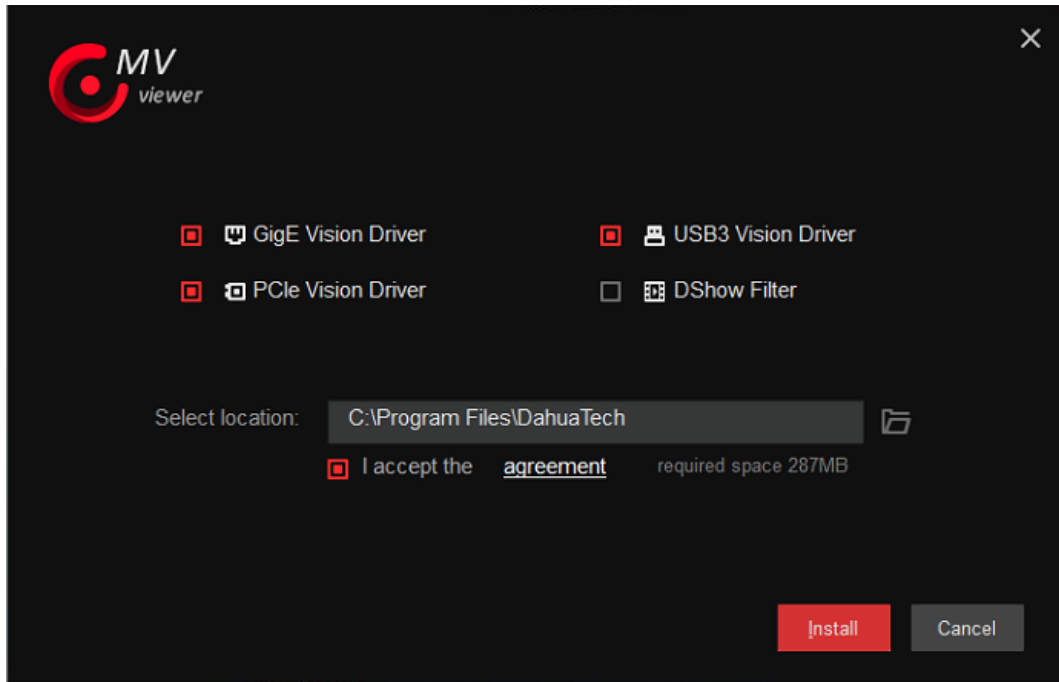 MV
viewer
GigE Vision Driver
USB3 Vision Driver
PCIe Vision Driver
DShow Filter
Select location: C:\Program Files\DahuaTech
I accept the agreement required space 287MB
Install Cancel